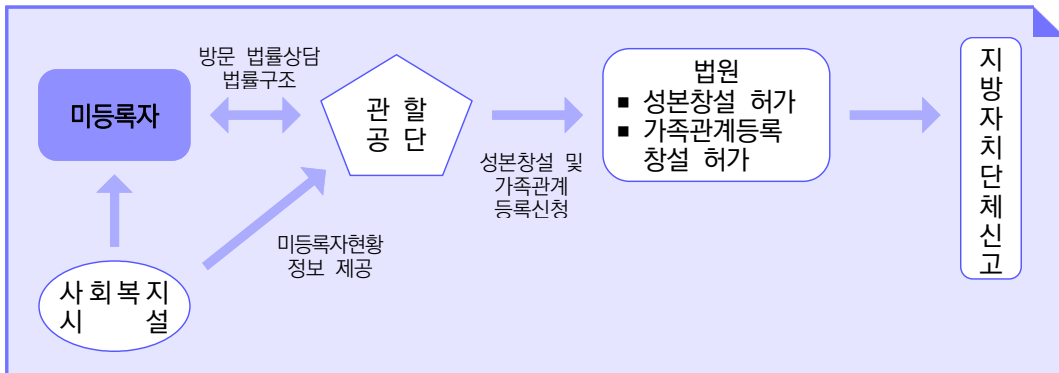 방문 법률상담
법률구조
미등록자
관 할
공 단
법원
▪ 성본창설 허가
▪ 가족관계등록
창설 허가
지
방
자
치
단
체
신
고
성본창설 및
가족관계
등록신청
미등록자현황
정보 제공
사회복지
시 설